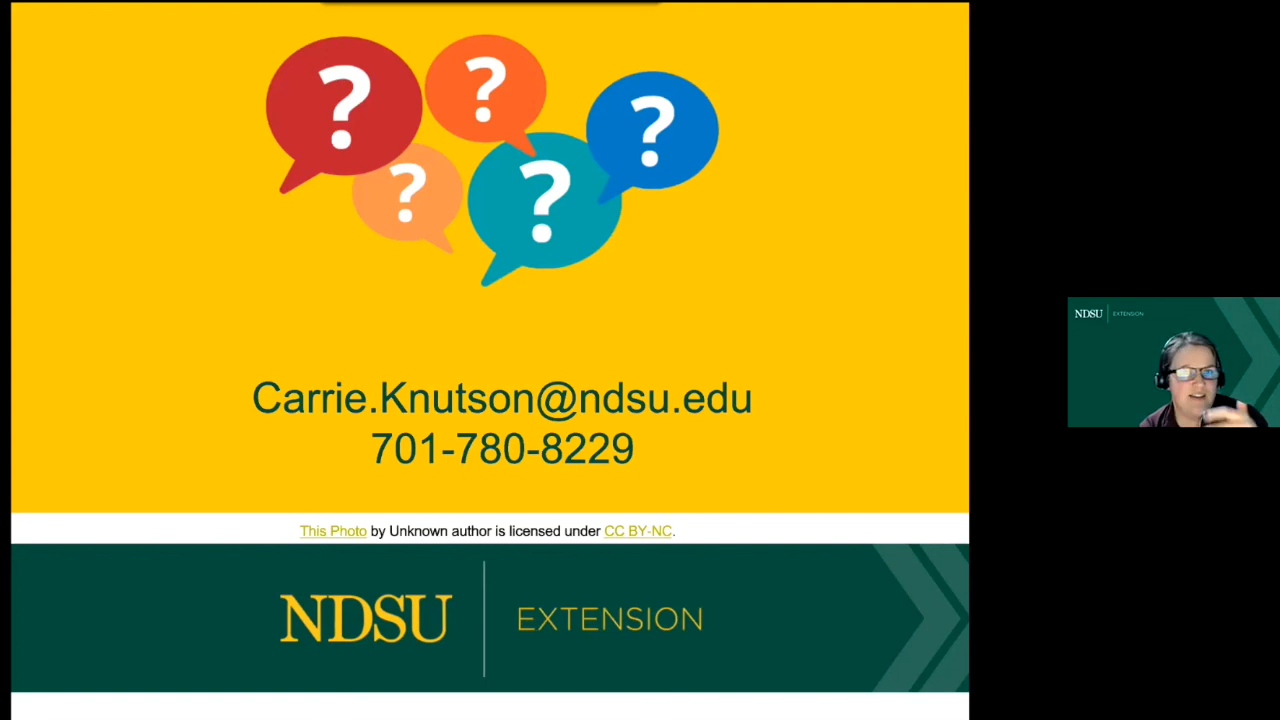 ? ? ? ? ?
Carrie.Knutson@ndsu.edu
701-780-8229
This Photo by Unknown author is licensed under CC BY-NC.
NDSU EXTENSION
NDSU EXTENSION